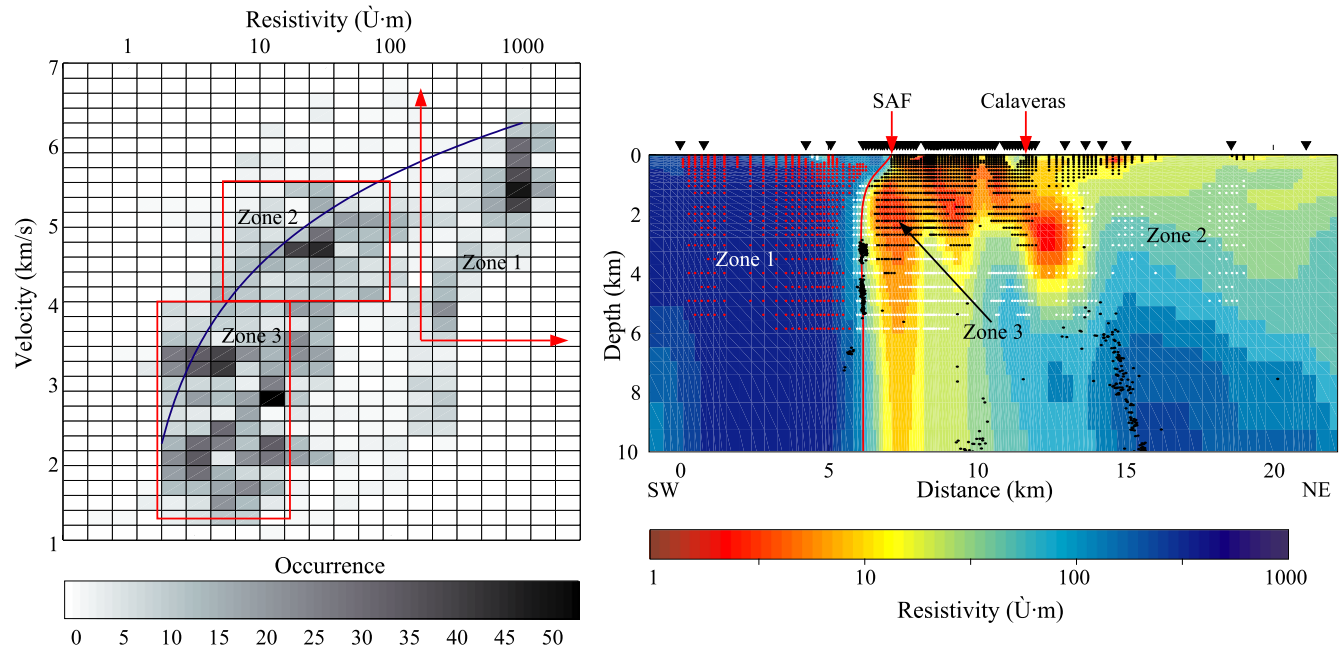 Resistivity (Ù·m)
1 10 100 1000
7
6
5
4
3
2
1
Velocity (km/s)
Zone 2
Zone 1
Zone 3
Occurrence
0 5 10 15 20 25 30 35 40 45 50
SAF Calaveras
0
2
4
6
8
10
Depth (km)
Zone 1
Zone 2
Zone 3
0 5 10 15 20
SW Distance (km) NE
1 10 100 1000
Resistivity (Ù·m)